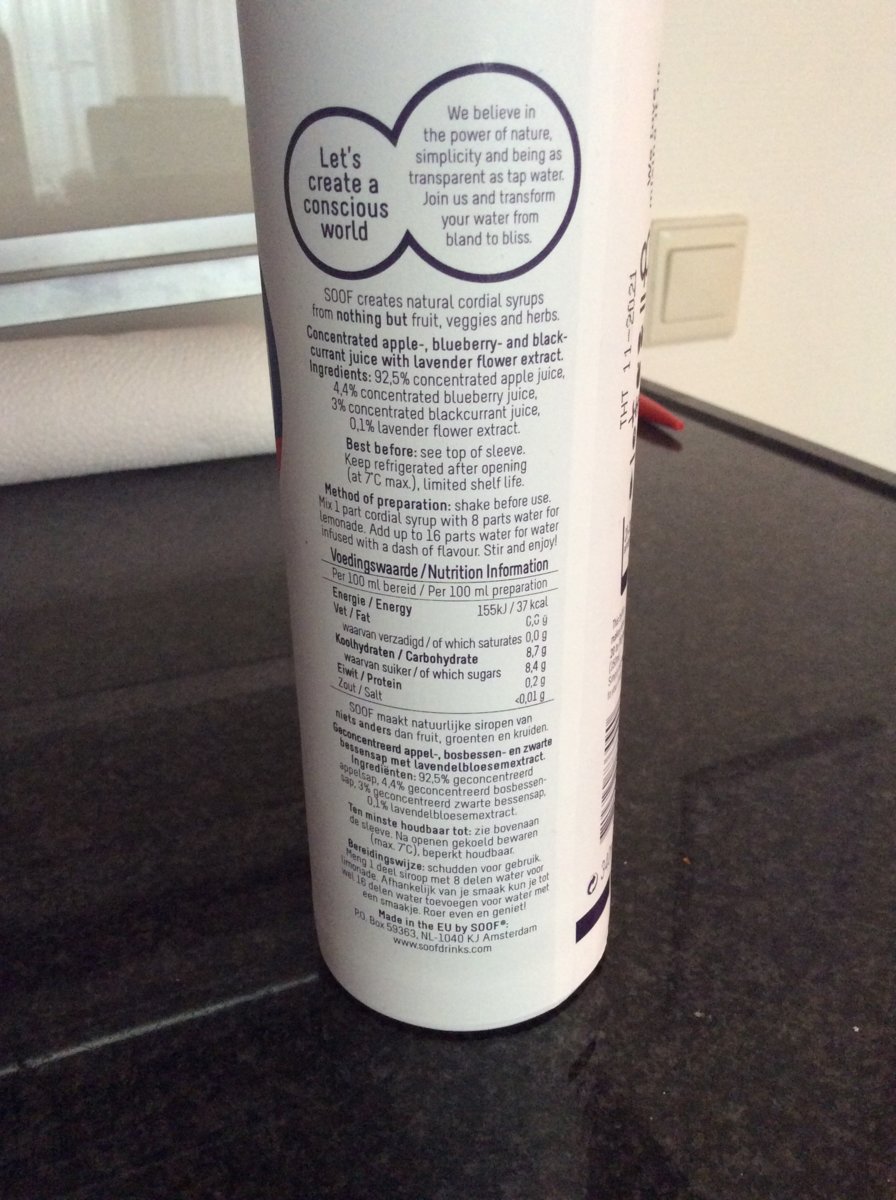 Let's
create a
conscious
world
We believe in
the power of nature,
simplicity and being as
transparent as tap water.
Join us and transform
your water from
bland to bliss.
SOOF creates natural cordial syrups
from nothing but fruit, veggies and herbs.
Concentrated apple-, blueberry- and black-
currant juice with lavender flower extract.
Ingredients: 92,5% concentrated apple juice,
4,4% concentrated blueberry juice,
3% concentrated blackcurrant juice,
0,1% lavender flower extract.
Best before: see top of sleeve.
Keep refrigerated after opening
(at 7°C max.), limited shelf life.
Method of preparation: shake before use.
Mix 1 part cordial syrup with 8 parts water for
lemonade. Add up to 16 parts water for water
infused with a dash of flavour. Stir and enjoy!
Voedingswaarde / Nutrition Information
Per 100 ml bereid / Per 100 ml preparation
Energie / Energy 155kJ / 37 kcal
Vet / Fat 0,0 g
waarvan verzadigd / of which saturates 0,0 g
Koolhydraten / Carbohydrate 8,7 g
waarvan suiker / of which sugars 8,4 g
Eiwit / Protein 0,2 g
Zout / Salt <0,01 g
SOOF maakt natuurlijke siropen van
niets anders dan fruit, groenten en kruiden.
Geconcentreerd appel-, bosbessen- en zwarte
bessensap met lavendelbloesemextract.
Ingrediënten: 92,5% geconcentreerd
appelsap, 4,4% geconcentreerd bosbessen-
sap, 3% geconcentreerd zwarte bessensap,
0,1% lavendelbloesemextract.
Ten minste houdbaar tot: zie bovenaan
de sleeve. Na openen gekoeld bewaren
(max. 7°C), beperkt houdbaar.
Bereidingswijze: schudden voor gebruik.
Meng 1 deel siroop met 8 delen water voor
limonade. Afhankelijk van je smaak kun je tot
wel 16 delen water toevoegen voor water met
een smaakje. Roer even en geniet!
Made in the EU by SOOF®:
P.O. Box 59363, NL-1040 KJ Amsterdam
www.soofdrinks.com
THT 11-2021